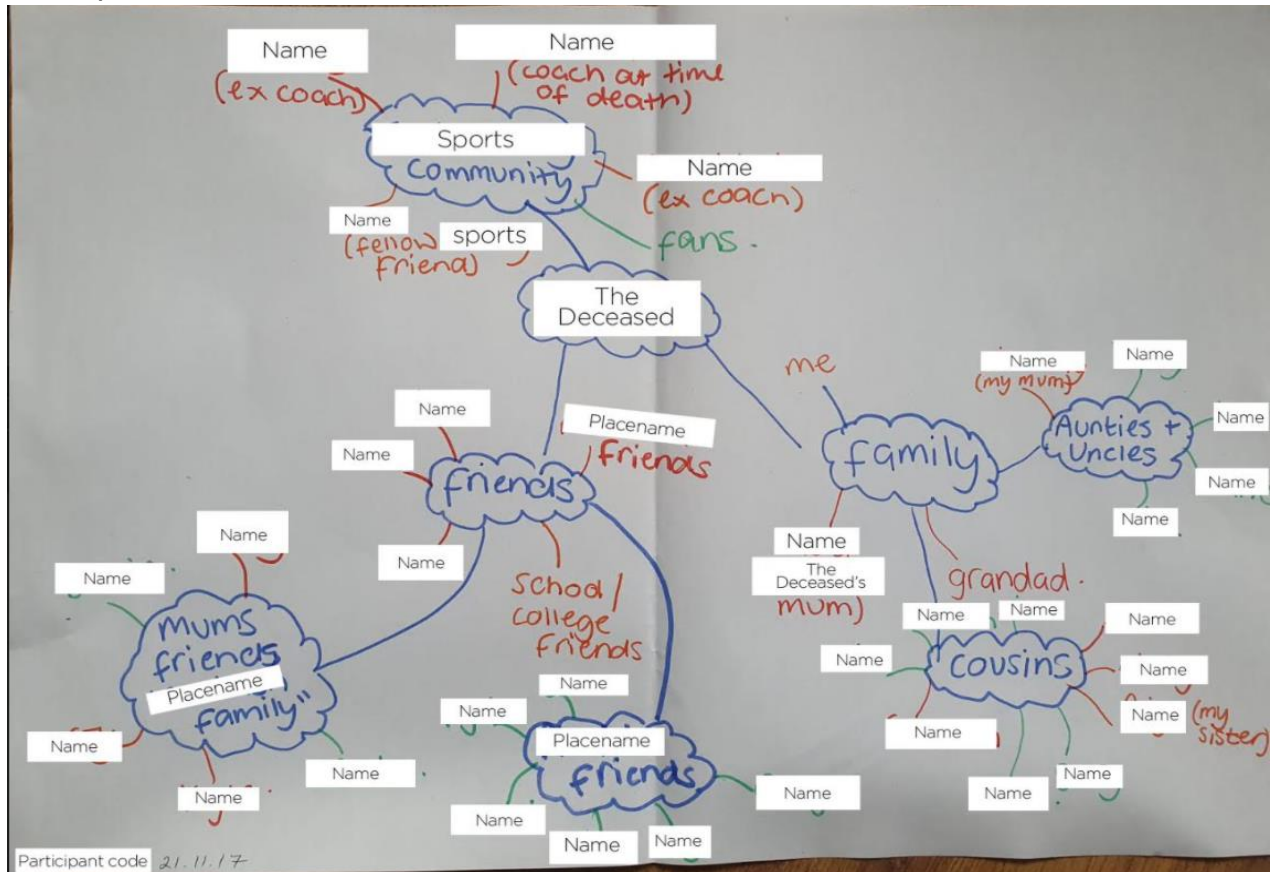 Name
(ex coach)
Name
(coach at time
of death)
Sports
community
Name
(ex coach)
Name
(fellow sports
friend)
fans.
The
Deceased
me
Name
(my mum)
Name
Name
Name
Name
Aunties +
Uncles
family
Name
The
Deceased's
mum)
grandad.
Name
Name
Name
Name
Name
Name
(my
sister)
Name
Name
Name
cousins
Name
Name
Name
Placename
friends
friends
school/
college
friends
Name
Name
mums
friends
Placename
family"
Name
Name
Name
Name
Name
Placename
friends
Name
Name
Name
Name
Participant code 21.11.17